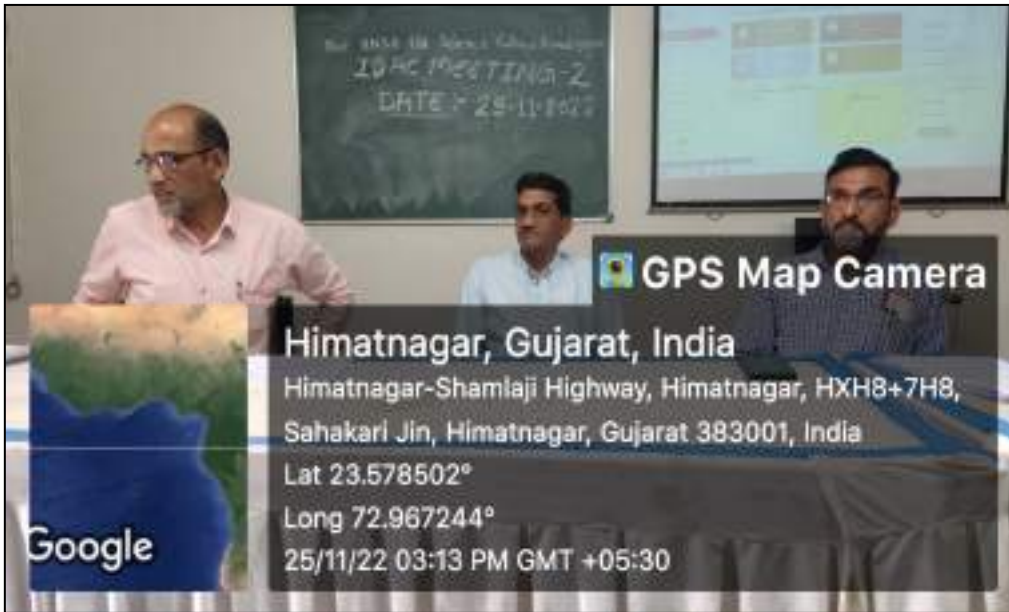 IQAC MEETING-2
DATE :- 25-11-2022
GPS Map Camera
Himatnagar, Gujarat, India
Himatnagar-Shamlaji Highway, Himatnagar, HXH8+7H8,
Sahakari Jin, Himatnagar, Gujarat 383001, India
Lat 23.578502°
Long 72.967244°
25/11/22 03:13 PM GMT +05:30
Google